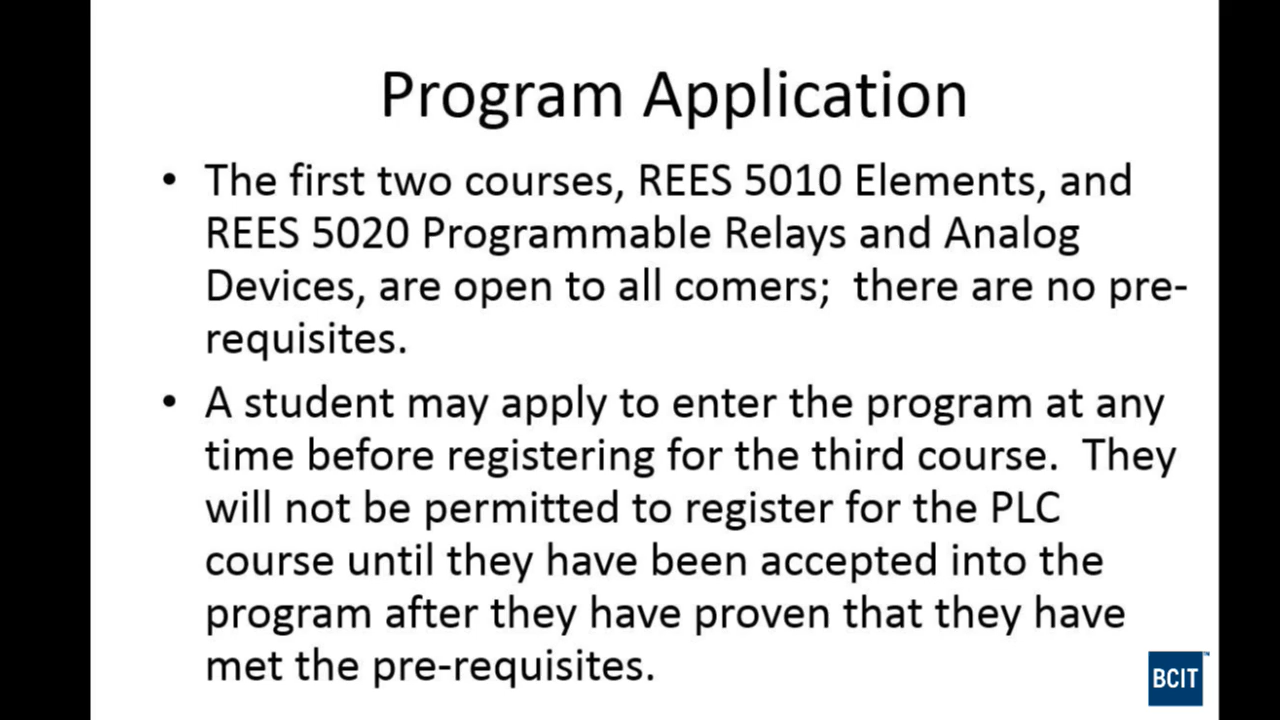 Program Application
• The first two courses, REES 5010 Elements, and
REES 5020 Programmable Relays and Analog
Devices, are open to all comers;  there are no pre-
requisites.
• A student may apply to enter the program at any
time before registering for the third course.  They
will not be permitted to register for the PLC
course until they have been accepted into the
program after they have proven that they have
met the pre-requisites.
BCIT